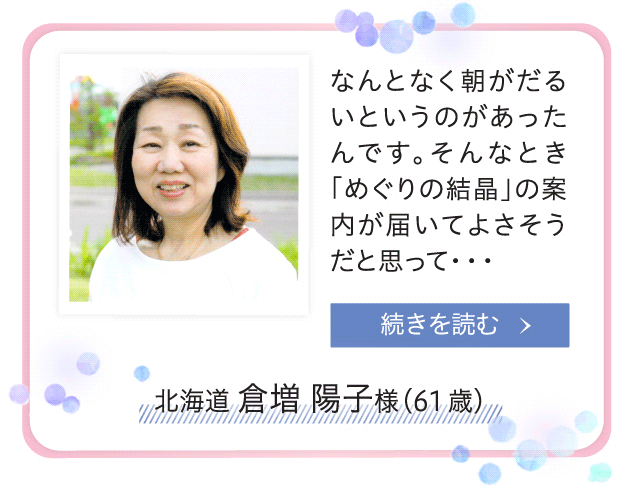 なんとなく朝がだる
いというのがあった
んです。そんなとき
「めぐりの結晶」の案
内が届いてよさそう
だと思って・・・
続きを読む >
北海道 倉増 陽子様（61歳）